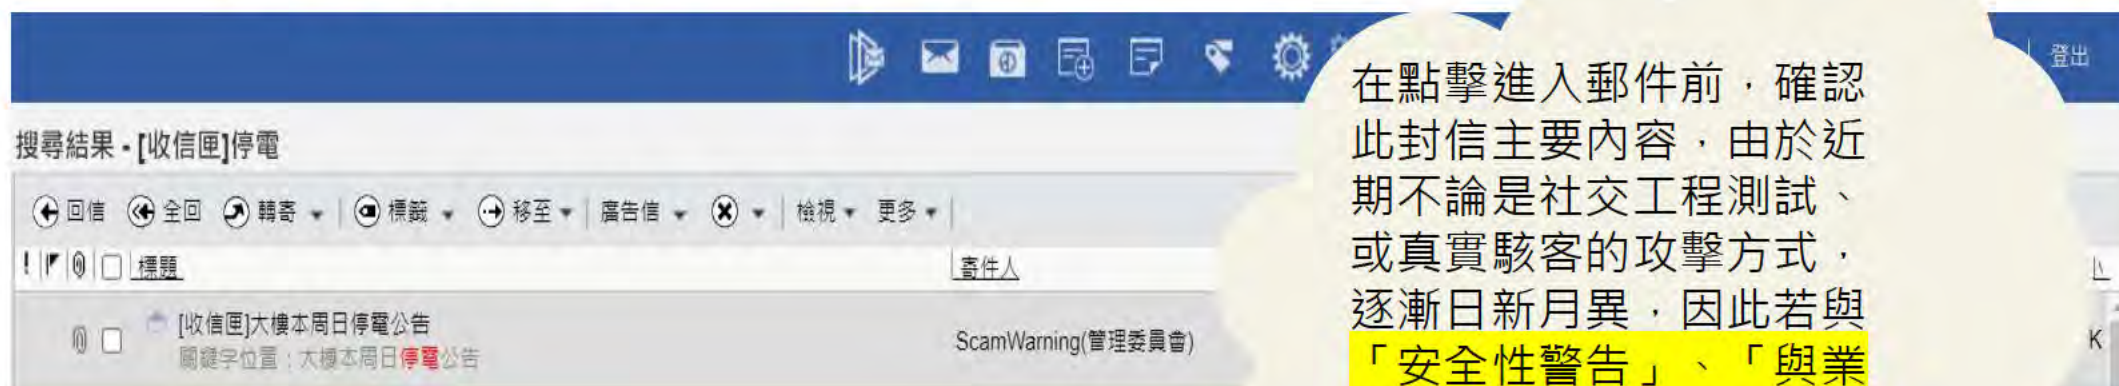 登出
搜尋結果 - [收信匣]停電
回信 全回 轉寄 標籤 移至 廣告信 檢視 更多
標題 寄件人
[收信匣]大樓本周日停電公告
關鍵字位置：大樓本周日停電公告
ScamWarning(管理委員會)
K
在點擊進入郵件前，確認
此封信主要內容，由於近
期不論是社交工程測試、
或真實駭客的攻擊方式，
逐漸日新月異，因此若與
「安全性警告」、「與業